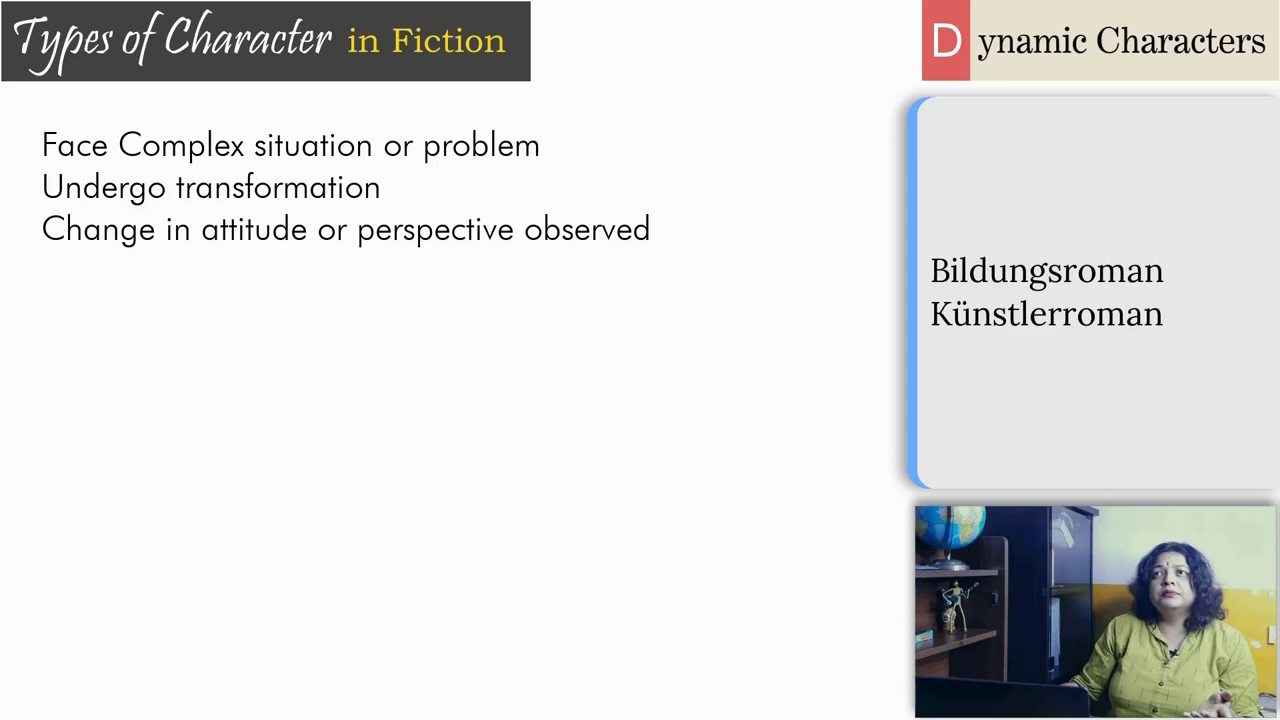 Types of Character in Fiction
Dynamic Characters
Face Complex situation or problem
Undergo transformation
Change in attitude or perspective observed
Bildungsroman
Künstlerroman